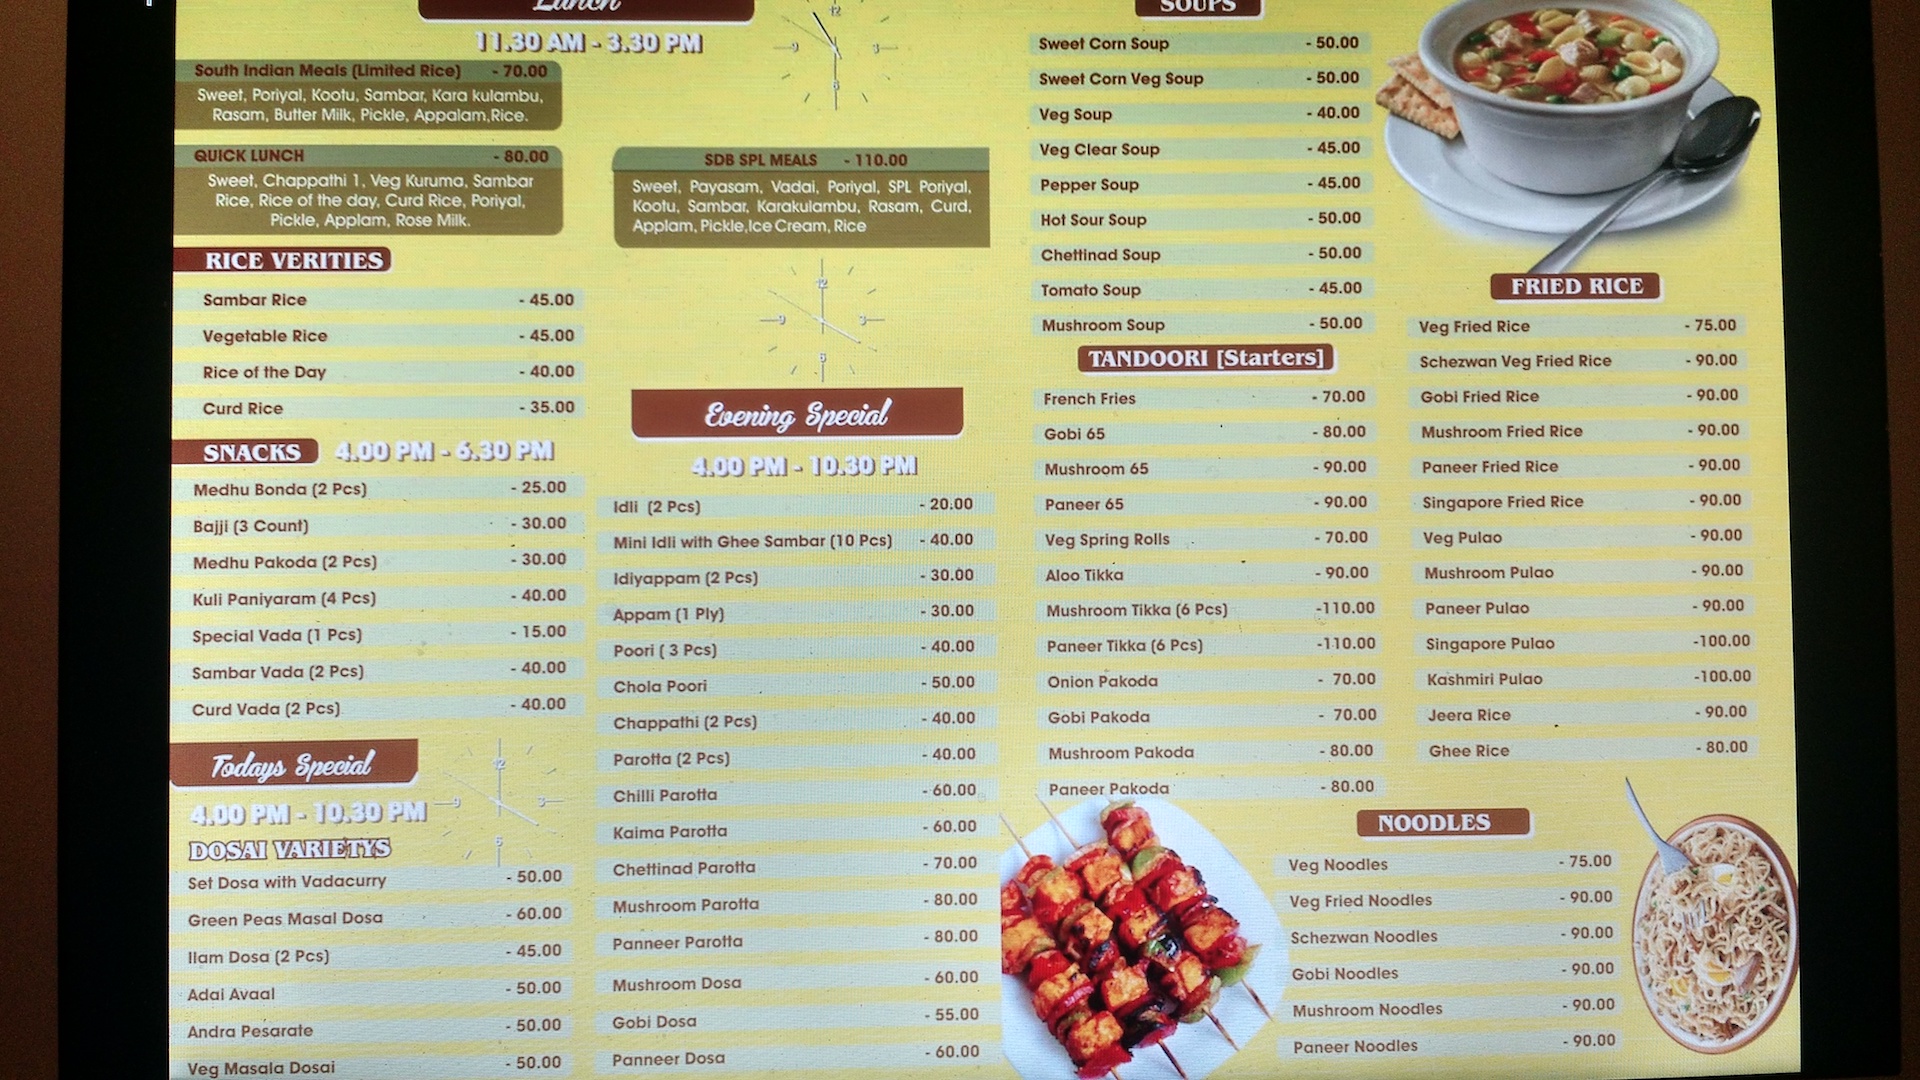 Lunch
11.30 AM - 3.30 PM
South Indian Meals (Limited Rice) - 70.00
Sweet, Poriyal, Kootu, Sambar, Kara kulambu,
Rasam, Butter Milk, Pickle, Appalam,Rice.
QUICK LUNCH - 80.00
Sweet, Chappathi 1, Veg Kuruma, Sambar
Rice, Rice of the day, Curd Rice, Poriyal,
Pickle, Applam, Rose Milk.
SDB SPL MEALS - 110.00
Sweet, Payasam, Vadai, Poriyal, SPL Poriyal,
Kootu, Sambar, Karakulambu, Rasam, Curd,
Applam, Pickle,Ice Cream, Rice
RICE VERITIES
Sambar Rice - 45.00
Vegetable Rice - 45.00
Rice of the Day - 40.00
Curd Rice - 35.00
SNACKS 4.00 PM - 6.30 PM
Medhu Bonda (2 Pcs) - 25.00
Bajji (3 Count) - 30.00
Medhu Pakoda (2 Pcs) - 30.00
Kuli Paniyaram (4 Pcs) - 40.00
Special Vada (1 Pcs) - 15.00
Sambar Vada (2 Pcs) - 40.00
Curd Vada (2 Pcs) - 40.00
Todays Special
4.00 PM - 10.30 PM
DOSAI VARIETYS
Set Dosa with Vadacurry - 50.00
Green Peas Masal Dosa - 60.00
Ilam Dosa (2 Pcs) - 45.00
Adai Avaal - 50.00
Andra Pesarate - 50.00
Veg Masala Dosai - 50.00
Evening Special
4.00 PM - 10.30 PM
Idli (2 Pcs) - 20.00
Mini Idli with Ghee Sambar (10 Pcs) - 40.00
Idiyappam (2 Pcs) - 30.00
Appam (1 Ply) - 30.00
Poori ( 3 Pcs) - 40.00
Chola Poori - 50.00
Chappathi (2 Pcs) - 40.00
Parotta (2 Pcs) - 40.00
Chilli Parotta - 60.00
Kaima Parotta - 60.00
Chettinad Parotta - 70.00
Mushroom Parotta - 80.00
Panneer Parotta - 80.00
Mushroom Dosa - 60.00
Gobi Dosa - 55.00
Panneer Dosa - 60.00
SOUPS
Sweet Corn Soup - 50.00
Sweet Corn Veg Soup - 50.00
Veg Soup - 40.00
Veg Clear Soup - 45.00
Pepper Soup - 45.00
Hot Sour Soup - 50.00
Chettinad Soup - 50.00
Tomato Soup - 45.00
Mushroom Soup - 50.00
TANDOORI [Starters]
French Fries - 70.00
Gobi 65 - 80.00
Mushroom 65 - 90.00
Paneer 65 - 90.00
Veg Spring Rolls - 70.00
Aloo Tikka - 90.00
Mushroom Tikka (6 Pcs) -110.00
Paneer Tikka (6 Pcs) -110.00
Onion Pakoda - 70.00
Gobi Pakoda - 70.00
Mushroom Pakoda - 80.00
Paneer Pakoda - 80.00
FRIED RICE
Veg Fried Rice - 75.00
Schezwan Veg Fried Rice - 90.00
Gobi Fried Rice - 90.00
Mushroom Fried Rice - 90.00
Paneer Fried Rice - 90.00
Singapore Fried Rice - 90.00
Veg Pulao - 90.00
Mushroom Pulao - 90.00
Paneer Pulao - 90.00
Singapore Pulao -100.00
Kashmiri Pulao -100.00
Jeera Rice - 90.00
Ghee Rice - 80.00
NOODLES
Veg Noodles - 75.00
Veg Fried Noodles - 90.00
Schezwan Noodles - 90.00
Gobi Noodles - 90.00
Mushroom Noodles - 90.00
Paneer Noodles - 90.00
12
3
6
9
12
3
6
9
12
3
6
9